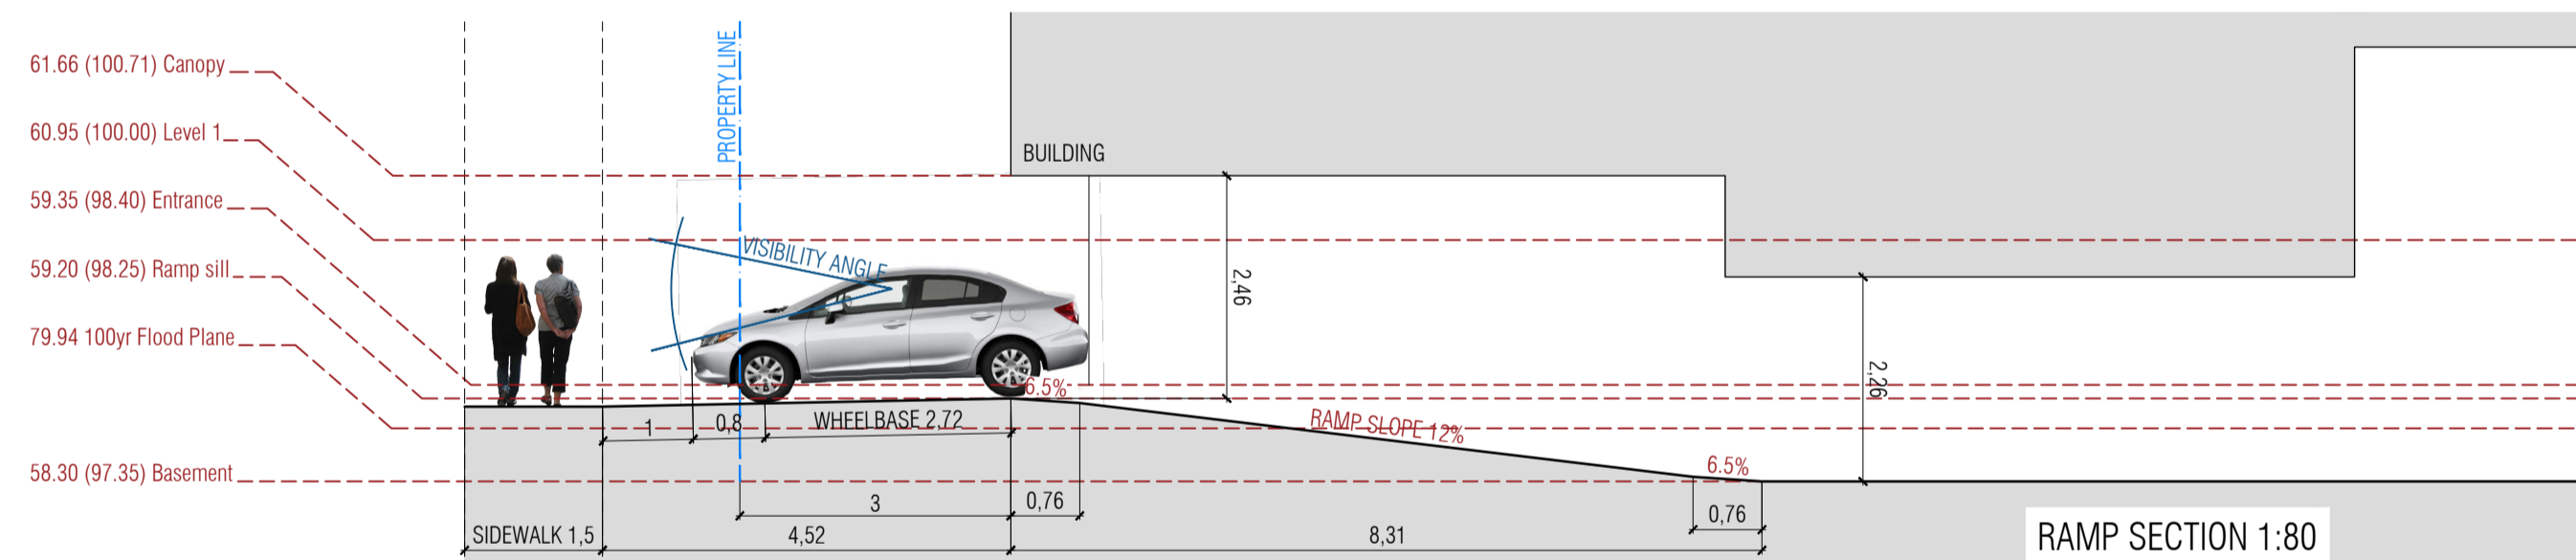 61.66 (100.71) Canopy
PROPERTY LINE
60.95 (100.00) Level 1
BUILDING
59.35 (98.40) Entrance
VISIBILITY ANGLE
59.20 (98.25) Ramp sill
2,46
79.94 100yr Flood Plane
2,26
6.5%
1
0,8
WHEELBASE 2,72
RAMP SLOPE 12%
58.30 (97.35) Basement
6.5%
3
0,76
0,76
SIDEWALK 1,5
4,52
8,31
RAMP SECTION 1:80